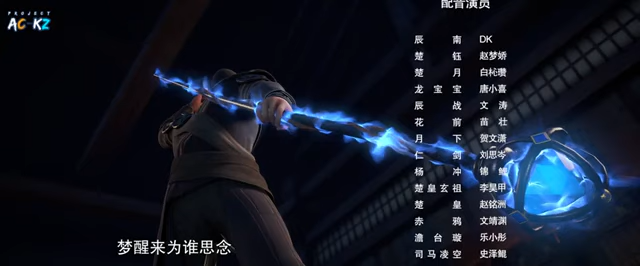 PROJECT
AC-KZ
配音演员
辰 南 DK
楚 钰 赵梦娇
楚 月 白杺瓒
龙宝宝 唐小喜
辰 战 文 涛
花 前 苗 壮
月 下 贺文潇
仁 剑 刘思岑
杨 冲 锦 鲤
楚皇玄祖 李昊甲
楚 皇 赵铭洲
赤 鸦 文靖渊
澹台璇 乐小彤
司马凌空 史泽鲲
梦醒来为谁思念